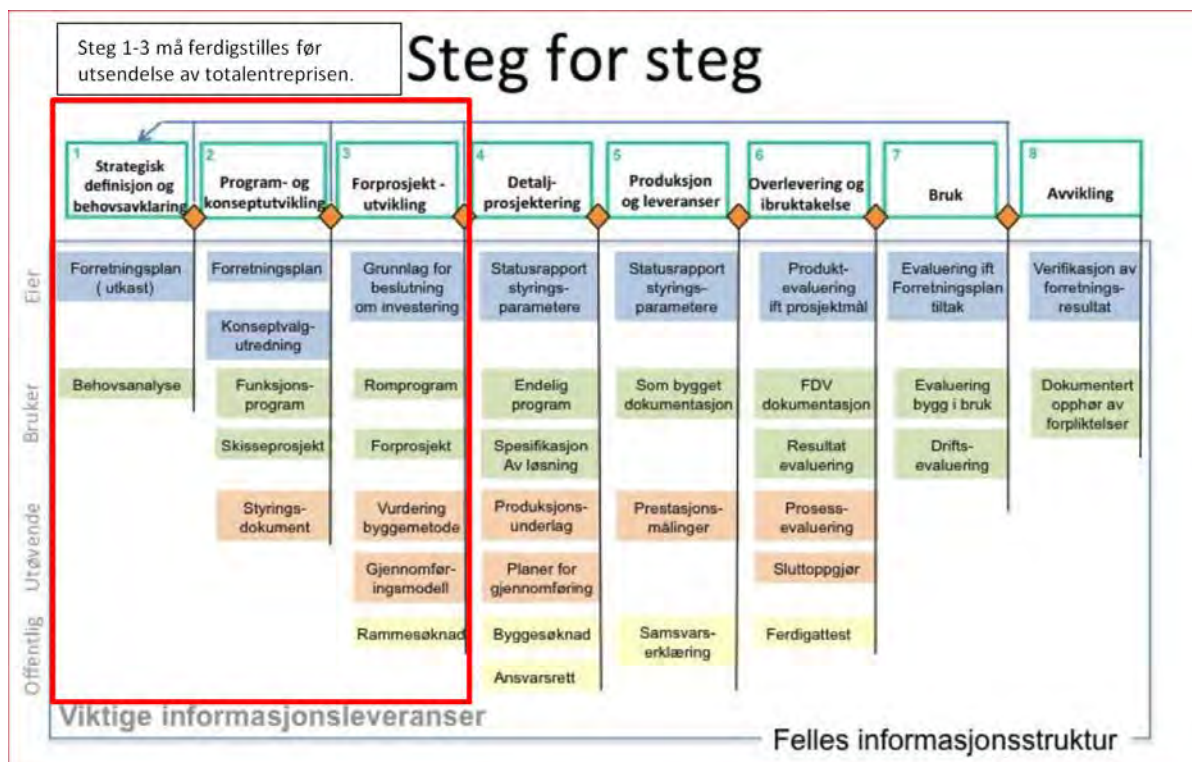 Steg 1-3 må ferdigstilles før
utsendelse av totalentreprisen.
Steg for steg
1
Strategisk
definisjon og
behovsavklaring
2
Program- og
konseptutvikling
3
Forprosjekt -
utvikling
4
Detalj-
prosjektering
5
Produksjon
og leveranser
6
Overlevering og
ibruktakelse
7
Bruk
8
Avvikling
Eier
Forretningsplan
( utkast)
Forretningsplan
Konseptvalg-
utredning
Grunnlag for
beslutning
om investering
Statusrapport
styrings-
parametere
Statusrapport
styrings-
parametere
Produkt-
evaluering
ift prosjektmål
Evaluering ift
Forretningsplan
tiltak
Verifikasjon av
forretnings-
resultat
Bruker
Behovsanalyse
Funksjons-
program
Skisseprosjekt
Romprogram
Forprosjekt
Endelig
program
Spesifikasjon
Av løsning
Som bygget
dokumentasjon
FDV
dokumentasjon
Resultat
evaluering
Evaluering
bygg i bruk
Drifts-
evaluering
Dokumentert
opphør av
forpliktelser
Utøvende
Styrings-
dokument
Vurdering
byggemetode
Gjennomfør-
ingsmodell
Produksjons-
underlag
Planer for
gjennomføring
Prestasjons-
målinger
Prosess-
evaluering
Sluttoppgjør
Offentlig
Rammesøknad
Byggesøknad
Ansvarsrett
Samsvars-
erklæring
Ferdigattest
Viktige informasjonsleveranser
Felles informasjonsstruktur